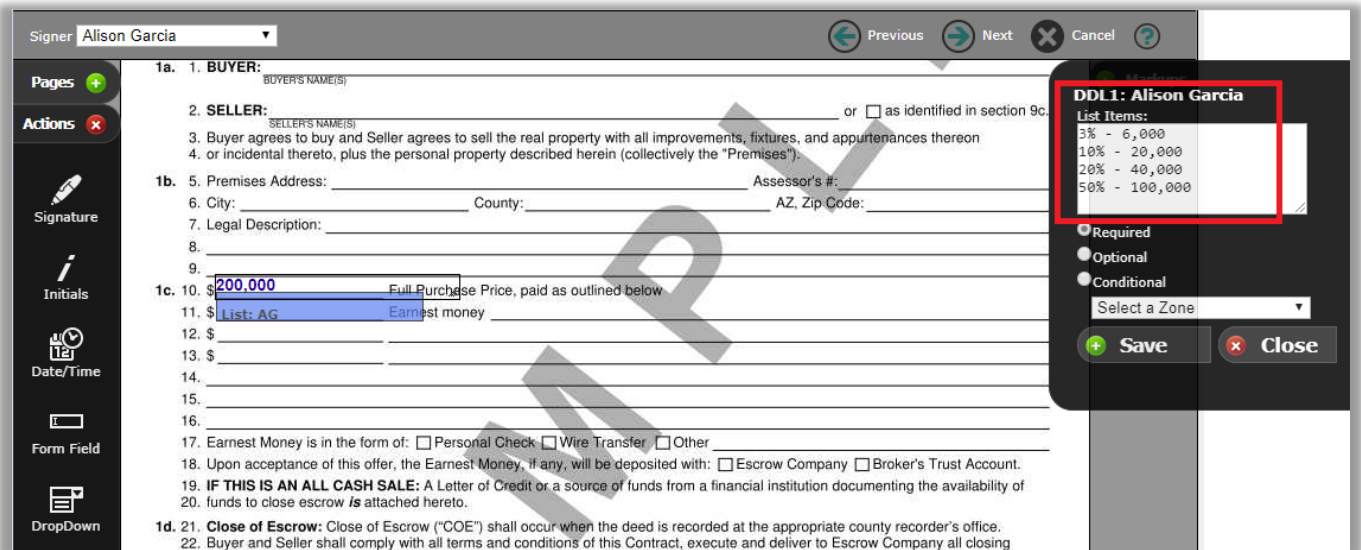 Signer Alison Garcia
Previous Next Cancel ?
Pages
Actions
Signature
Initials
Date/Time
Form Field
DropDown
1a. 1. BUYER:
BUYER'S NAME(S)
2. SELLER: or as identified in section 9c.
SELLER'S NAME(S)
3. Buyer agrees to buy and Seller agrees to sell the real property with all improvements, fixtures, and appurtenances thereon
4. or incidental thereto, plus the personal property described herein (collectively the "Premises").
1b. 5. Premises Address: Assessor's #:
6. City: County: AZ, Zip Code:
7. Legal Description:
8.
9.
1c. 10. $ 200,000 Full Purchase Price, paid as outlined below
11. $ List: AG Earnest money
12. $
13. $
14.
15.
16.
17. Earnest Money is in the form of: Personal Check Wire Transfer Other
18. Upon acceptance of this offer, the Earnest Money, if any, will be deposited with: Escrow Company Broker's Trust Account.
19. IF THIS IS AN ALL CASH SALE: A Letter of Credit or a source of funds from a financial institution documenting the availability of
20. funds to close escrow is attached hereto.
1d. 21. Close of Escrow: Close of Escrow ("COE") shall occur when the deed is recorded at the appropriate county recorder's office.
22. Buyer and Seller shall comply with all terms and conditions of this Contract, execute and deliver to Escrow Company all closing
M P L
Markups
DDL1: Alison Garcia
List Items:
3% - 6,000
10% - 20,000
20% - 40,000
50% - 100,000
Required
Optional
Conditional
Select a Zone
Save Close